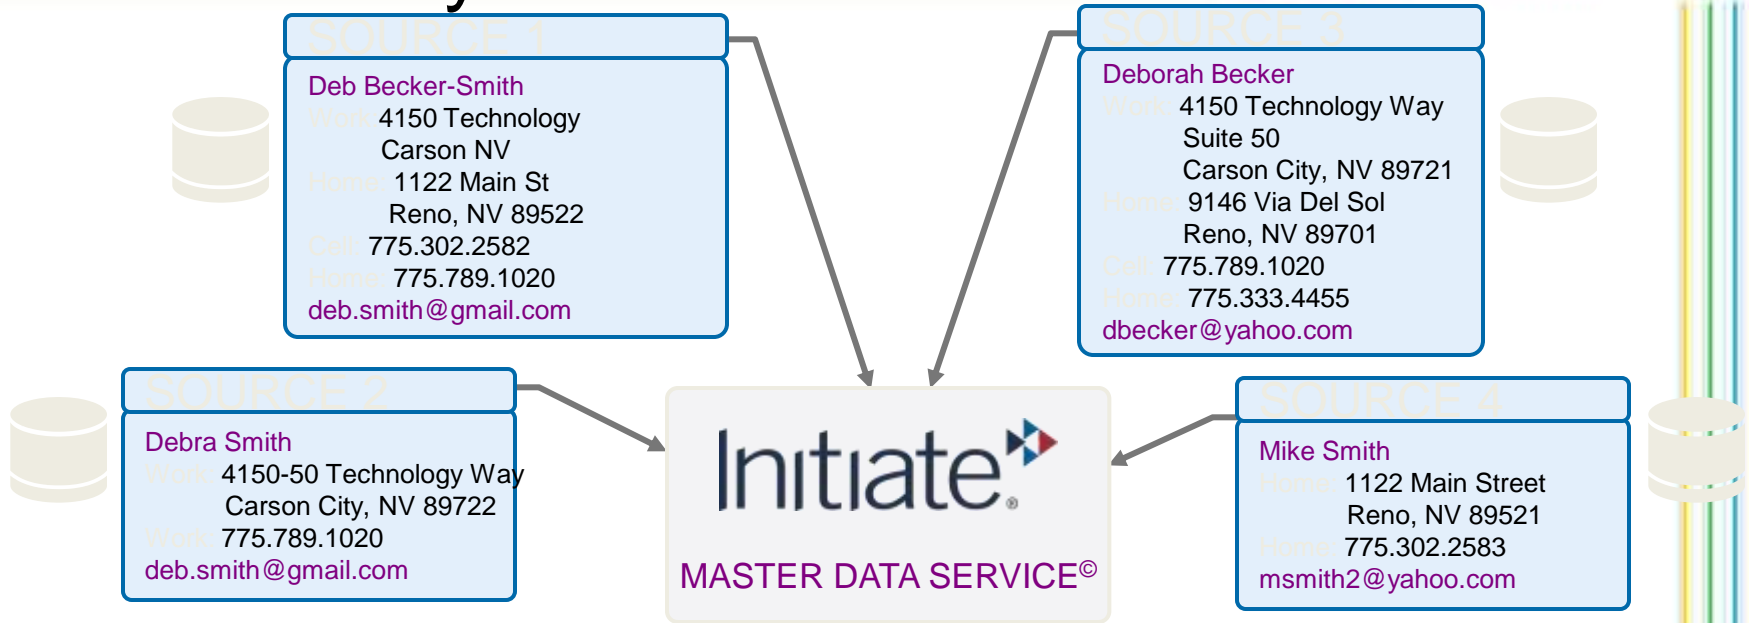 SOURCE 1
Deb Becker-Smith
Work: 4150 Technology
Carson NV
Home: 1122 Main St
Reno, NV 89522
Cell: 775.302.2582
Home: 775.789.1020
deb.smith@gmail.com
SOURCE 3
Deborah Becker
Work: 4150 Technology Way
Suite 50
Carson City, NV 89721
Home: 9146 Via Del Sol
Reno, NV 89701
Cell: 775.789.1020
Home: 775.333.4455
dbecker@yahoo.com
SOURCE 2
Debra Smith
Work: 4150-50 Technology Way
Carson City, NV 89722
Work: 775.789.1020
deb.smith@gmail.com
Initiate®
MASTER DATA SERVICE©
SOURCE 4
Mike Smith
Home: 1122 Main Street
Reno, NV 89521
Home: 775.302.2583
msmith2@yahoo.com